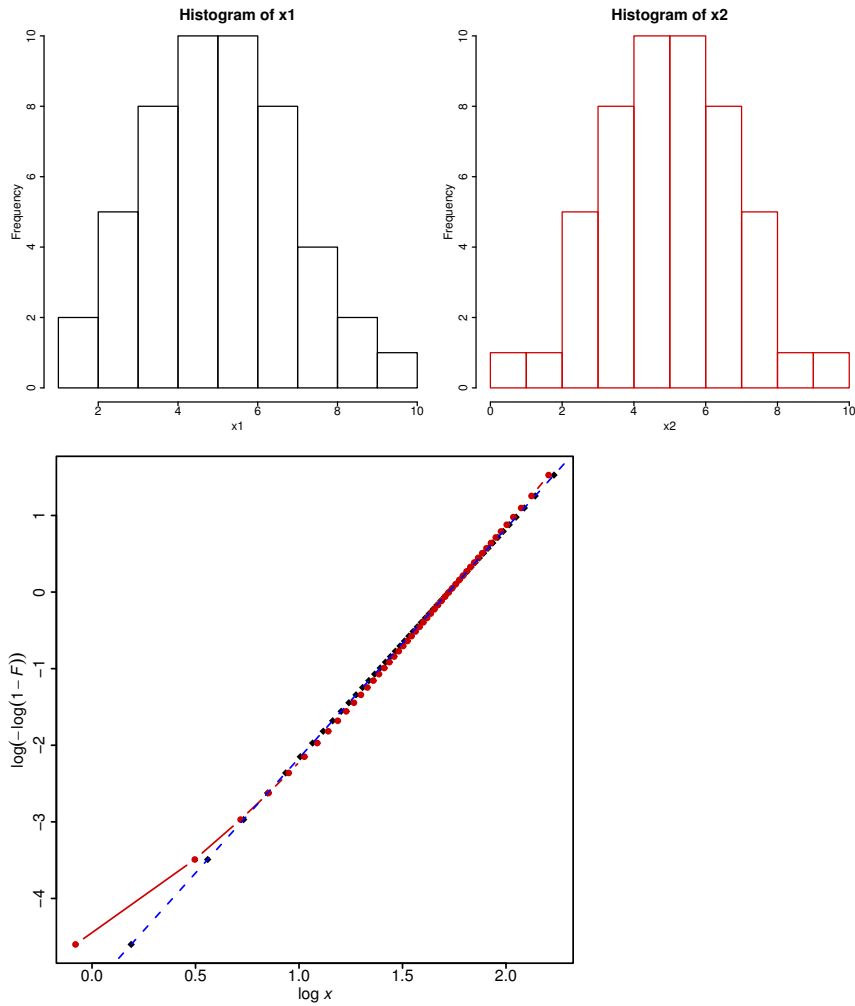 Histogram of x1
Frequency
0 2 4 6 8 10
2 4 6 8 10
x1
Histogram of x2
Frequency
0 2 4 6 8 10
0 2 4 6 8 10
x2
log(−log(1−F))
−4 −3 −2 −1 0 1
0.0 0.5 1.0 1.5 2.0
log x